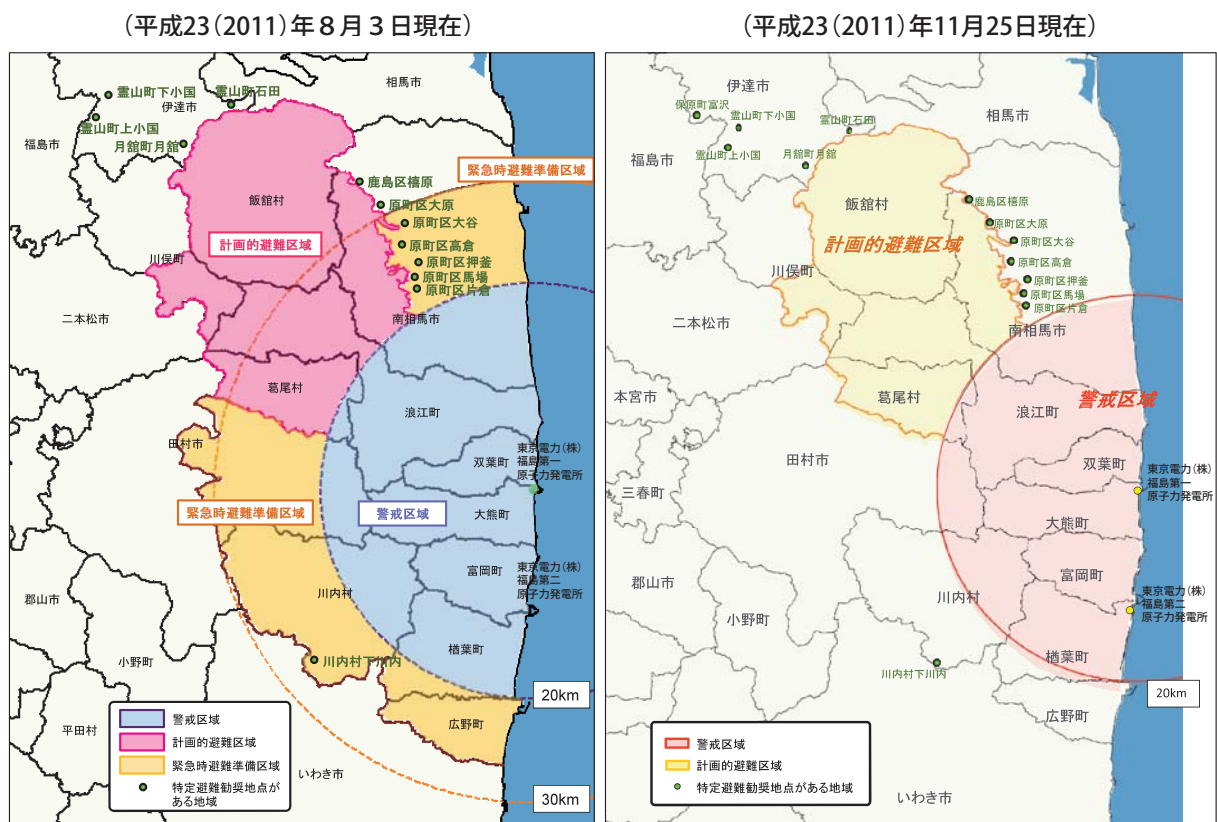 (平成23(2011)年８月３日現在)
相馬市
霊山町下小国
霊山町石田
伊達市
霊山町上小国
福島市
月舘町月舘
緊急時避難準備区域
鹿島区橲原
飯舘村
原町区大原
原町区大谷
計画的避難区域
原町区高倉
川俣町
原町区押釜
原町区馬場
原町区片倉
二本松市
南相馬市
葛尾村
浪江町
田村市
双葉町
東京電力(株)
福島第一
原子力発電所
緊急時避難準備区域
警戒区域
大熊町
富岡町
東京電力(株)
福島第二
原子力発電所
郡山市
川内村
小野町
楢葉町
川内村下川内
20km
平田村
広野町
いわき市
30km
警戒区域
計画的避難区域
緊急時避難準備区域
特定避難勧奨地点が
ある地域
(平成23(2011)年11月25日現在)
伊達市
保原町富沢
相馬市
霊山町下小国
霊山町石田
福島市
霊山町上小国
月舘町月舘
飯舘村
鹿島区橲原
原町区大原
計画的避難区域
原町区大谷
原町区高倉
川俣町
原町区押釜
原町区馬場
原町区片倉
二本松市
南相馬市
本宮市
葛尾村
警戒区域
浪江町
田村市
双葉町
東京電力(株)
福島第一
原子力発電所
三春町
大熊町
郡山市
富岡町
東京電力(株)
福島第二
原子力発電所
川内村
小野町
楢葉町
川内村下川内
20km
広野町
いわき市
警戒区域
計画的避難区域
特定避難勧奨地点がある地域